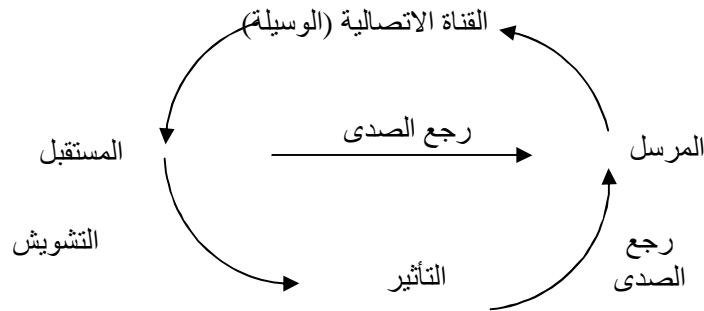 القناة الاتصالية (الوسيلة)
رجع الصدى
المرسل
المستقبل
رجع
الصدى
التشويش
التأثير